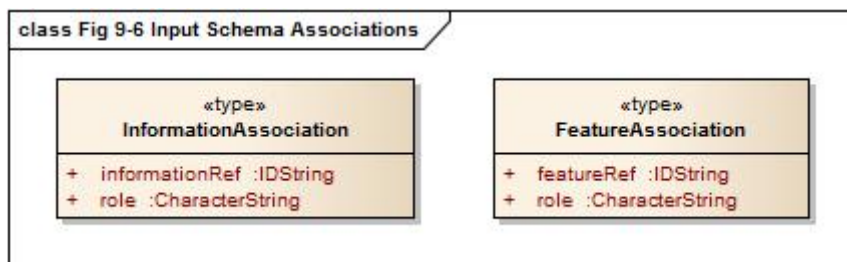 class Fig 9-6 Input Schema Associations
«type»
InformationAssociation
+ informationRef :IDString
+ role :CharacterString
«type»
FeatureAssociation
+ featureRef :IDString
+ role :CharacterString